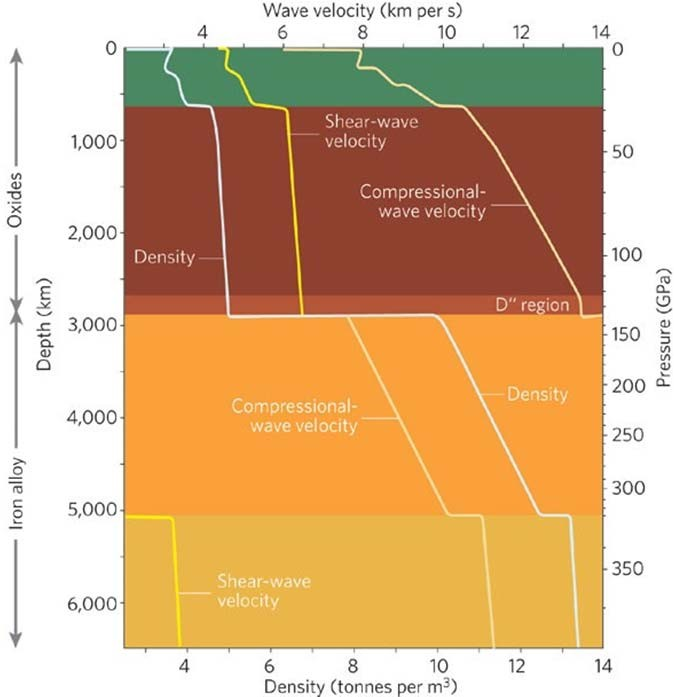 Wave velocity (km per s)
4 6 8 10 12 14
0 0
Shear-wave
velocity
1,000
50
Compressional-
wave velocity
Oxides
2,000
Density
100
D″ region
3,000
Depth (km)
150
Pressure (GPa)
200
Density
Compressional-
wave velocity
4,000
250
Iron alloy
300
5,000
350
Shear-wave
velocity
6,000
4 6 8 10 12 14
Density (tonnes per m³)